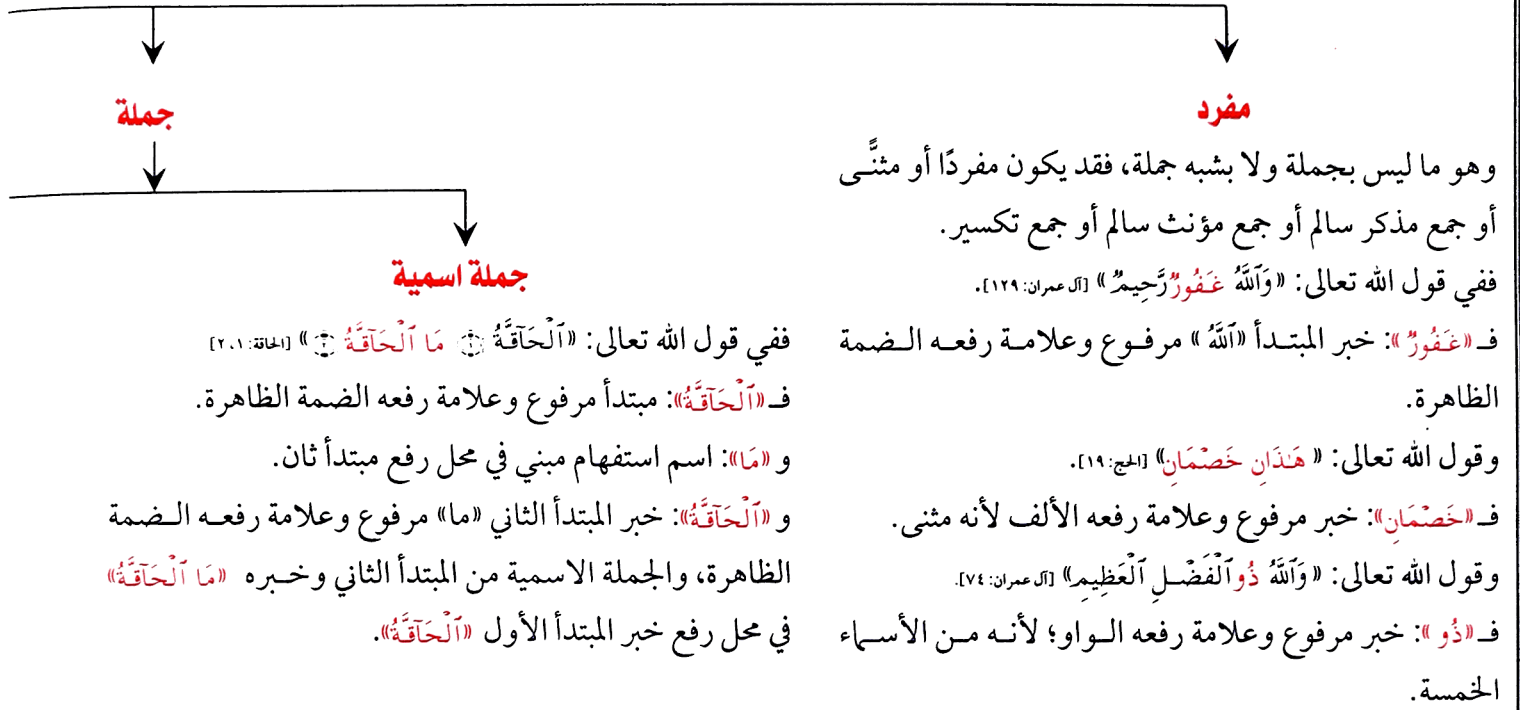 مفرد
وهو ما ليس بجملة ولا بشبه جملة، فقد يكون مفردًا أو مثنًّى
أو جمع مذكر سالم أو جمع مؤنث سالم أو جمع تكسير.
ففي قول الله تعالى: «وَٱللَّهُ غَفُورٌ رَّحِيمٌ» [آل عمران: ١٢٩].
فـ«غَفُورٌ»: خبر المبتدأ «اللَّهُ» مرفوع وعلامة رفعه الضمة
الظاهرة.
وقول الله تعالى: «هَـٰذَانِ خَصْمَانِ» [الحج: ١٩].
فـ«خَصْمَانِ»: خبر مرفوع وعلامة رفعه الألف لأنه مثنى.
وقول الله تعالى: «وَٱللَّهُ ذُو ٱلْفَضْلِ ٱلْعَظِيمِ» [آل عمران: ٧٤].
فـ«ذُو»: خبر مرفوع وعلامة رفعه الواو؛ لأنه من الأسماء
الخمسة.
جملة
جملة اسمية
ففي قول الله تعالى: «ٱلْحَآقَّةُ ١ مَا ٱلْحَآقَّةُ ٢» [الحاقة: ١، ٢]
فـ«ٱلْحَآقَّةُ»: مبتدأ مرفوع وعلامة رفعه الضمة الظاهرة.
و«مَا»: اسم استفهام مبني في محل رفع مبتدأ ثان.
و«ٱلْحَآقَّةُ»: خبر المبتدأ الثاني «ما» مرفوع وعلامة رفعه الضمة
الظاهرة، والجملة الاسمية من المبتدأ الثاني وخبره «مَا ٱلْحَآقَّةُ»
في محل رفع خبر المبتدأ الأول «ٱلْحَآقَّةُ».